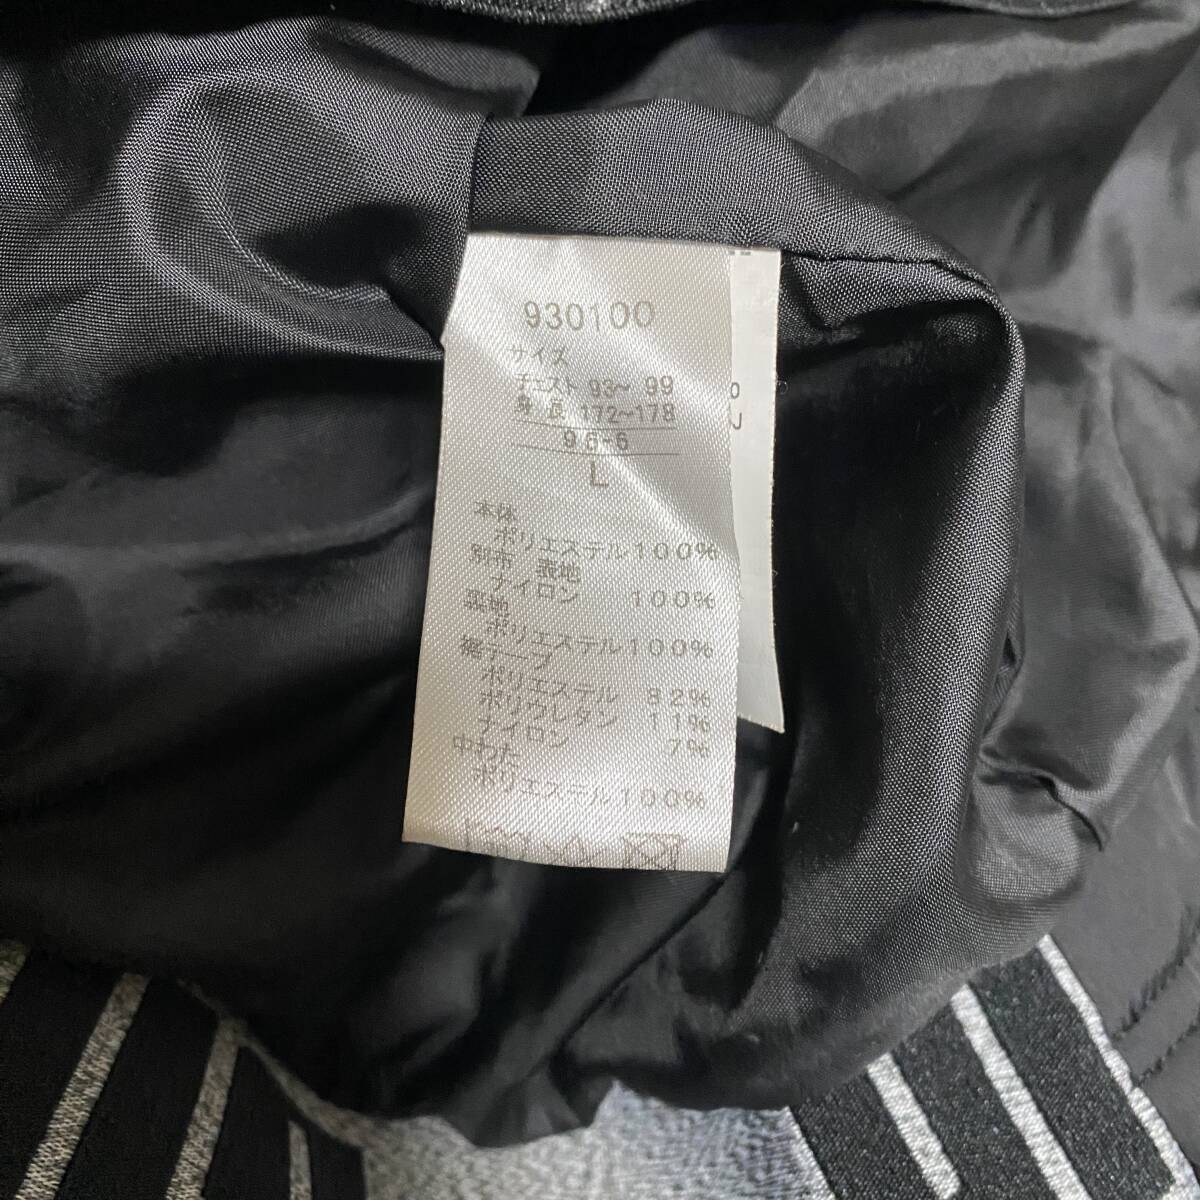 930100
サイズ
チェスト 93~ 99
身 長 172~178
96-6
L
本体
ポリエステル100%
別布 表地
ナイロン 100%
裏地
ポリエステル100%
裾テープ
ポリエステル 82%
ポリウレタン 11%
ナイロン 7%
中わた
ポリエステル100%
J